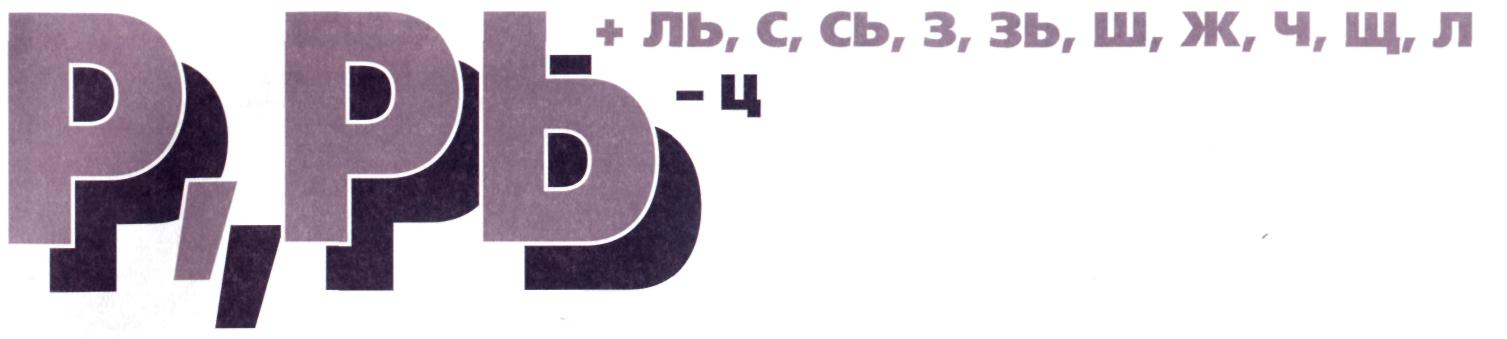 Р, РЬ + ЛЬ, С, СЬ, З, ЗЬ, Ш, Ж, Ч, Щ, Л
– Ц